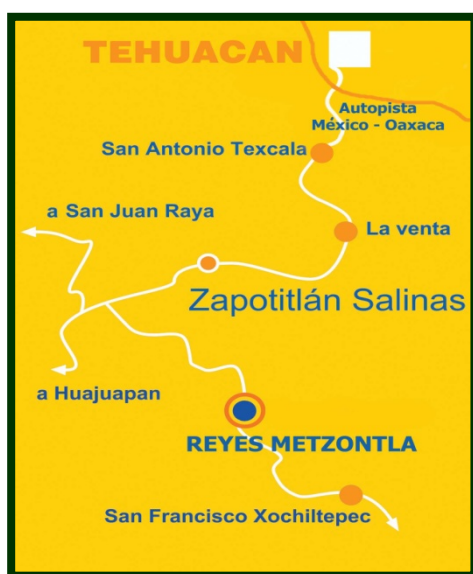 TEHUACAN
Autopista
México - Oaxaca
San Antonio Texcala
a San Juan Raya
La venta
Zapotitlán Salinas
a Huajuapan
REYES METZONTLA
San Francisco Xochiltepec